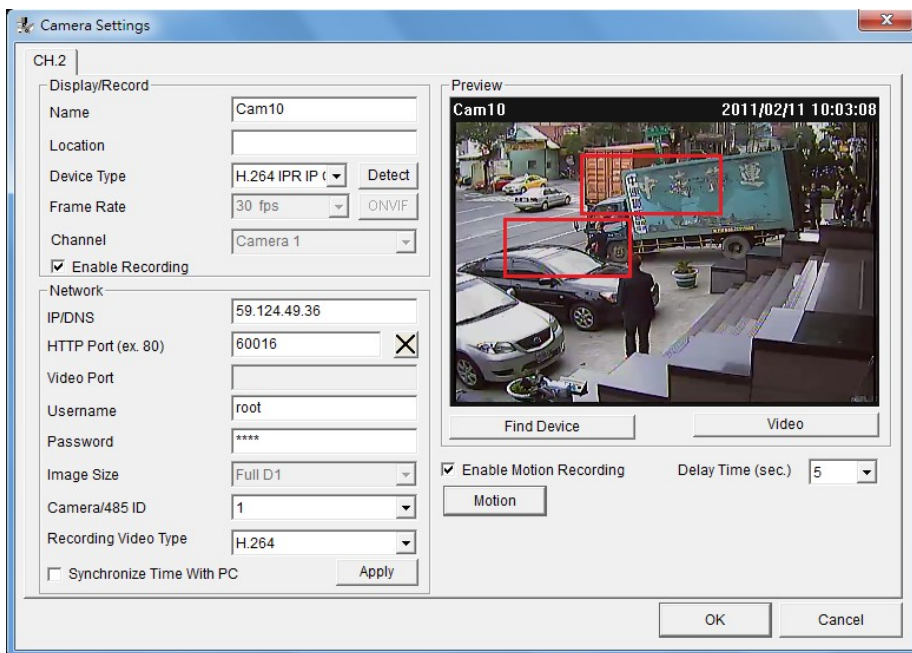 Camera Settings
CH.2
Display/Record
Name
Cam10
Location
Device Type
H.264 IPR IP
Detect
Frame Rate
30 fps
ONVIF
Channel
Camera 1
Enable Recording
Network
IP/DNS
59.124.49.36
HTTP Port (ex. 80)
60016
Video Port
Username
root
Password
****
Image Size
Full D1
Camera/485 ID
1
Recording Video Type
H.264
Synchronize Time With PC
Apply
Preview
Cam10
2011/02/11 10:03:08
Find Device
Video
Enable Motion Recording
Delay Time (sec.)
5
Motion
OK
Cancel